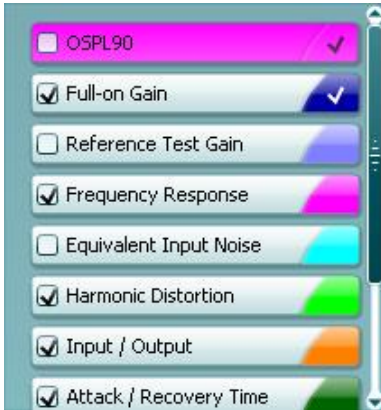 OSPL90
Full-on Gain
Reference Test Gain
Frequency Response
Equivalent Input Noise
Harmonic Distortion
Input / Output
Attack / Recovery Time